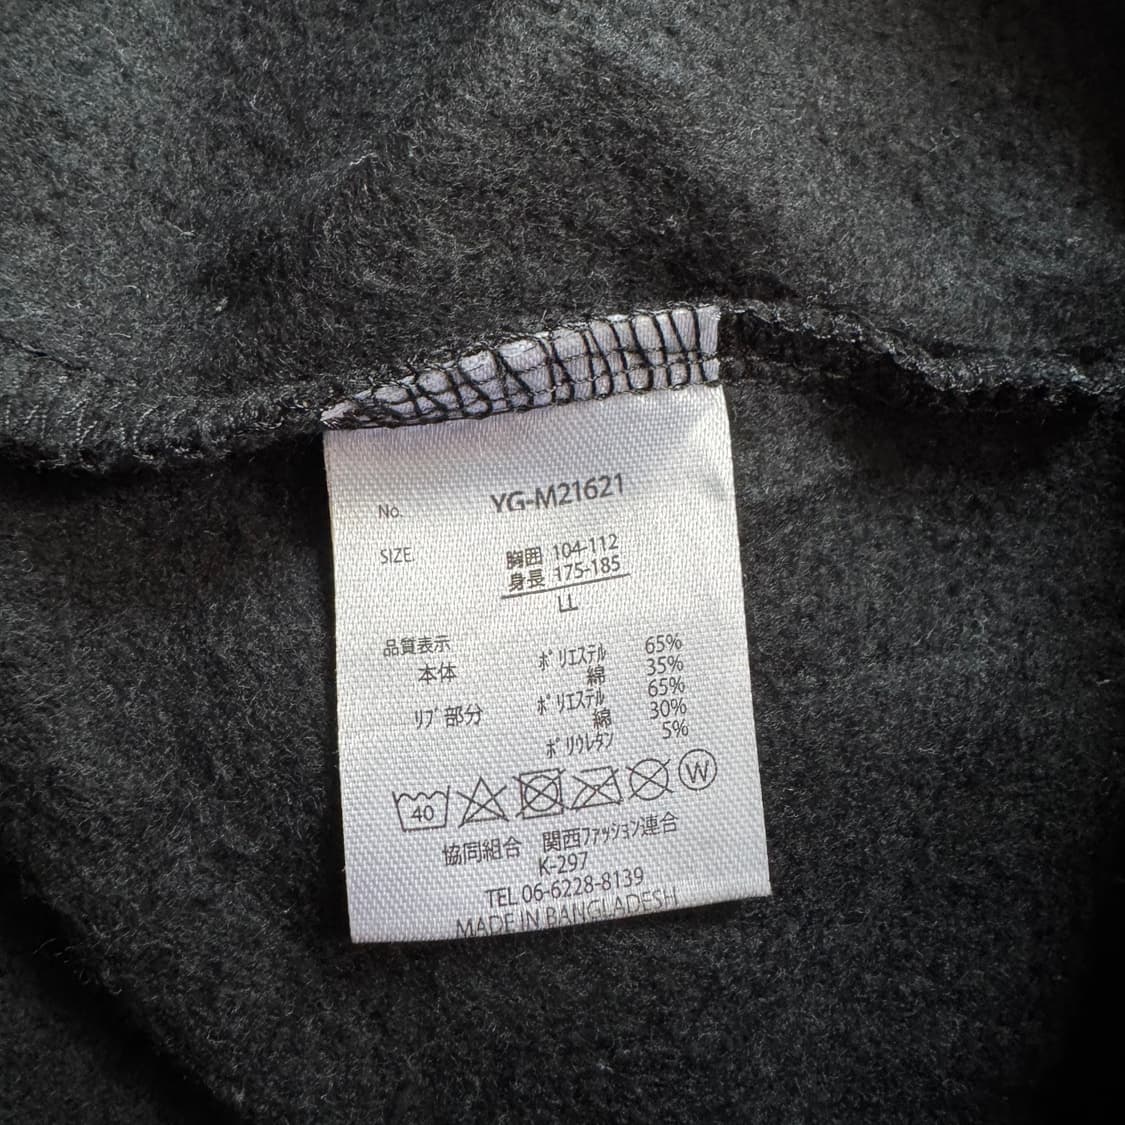 No. YG-M21621
SIZE 胸囲 104-112
身長 175-185
LL
品質表示
本体 ポリエステル 65%
綿 35%
リブ部分 ポリエステル 65%
綿 30%
ポリウレタン 5%
40 W
協同組合 関西ファッション連合
K-297
TEL 06-6228-8139
MADE IN BANGLADESH